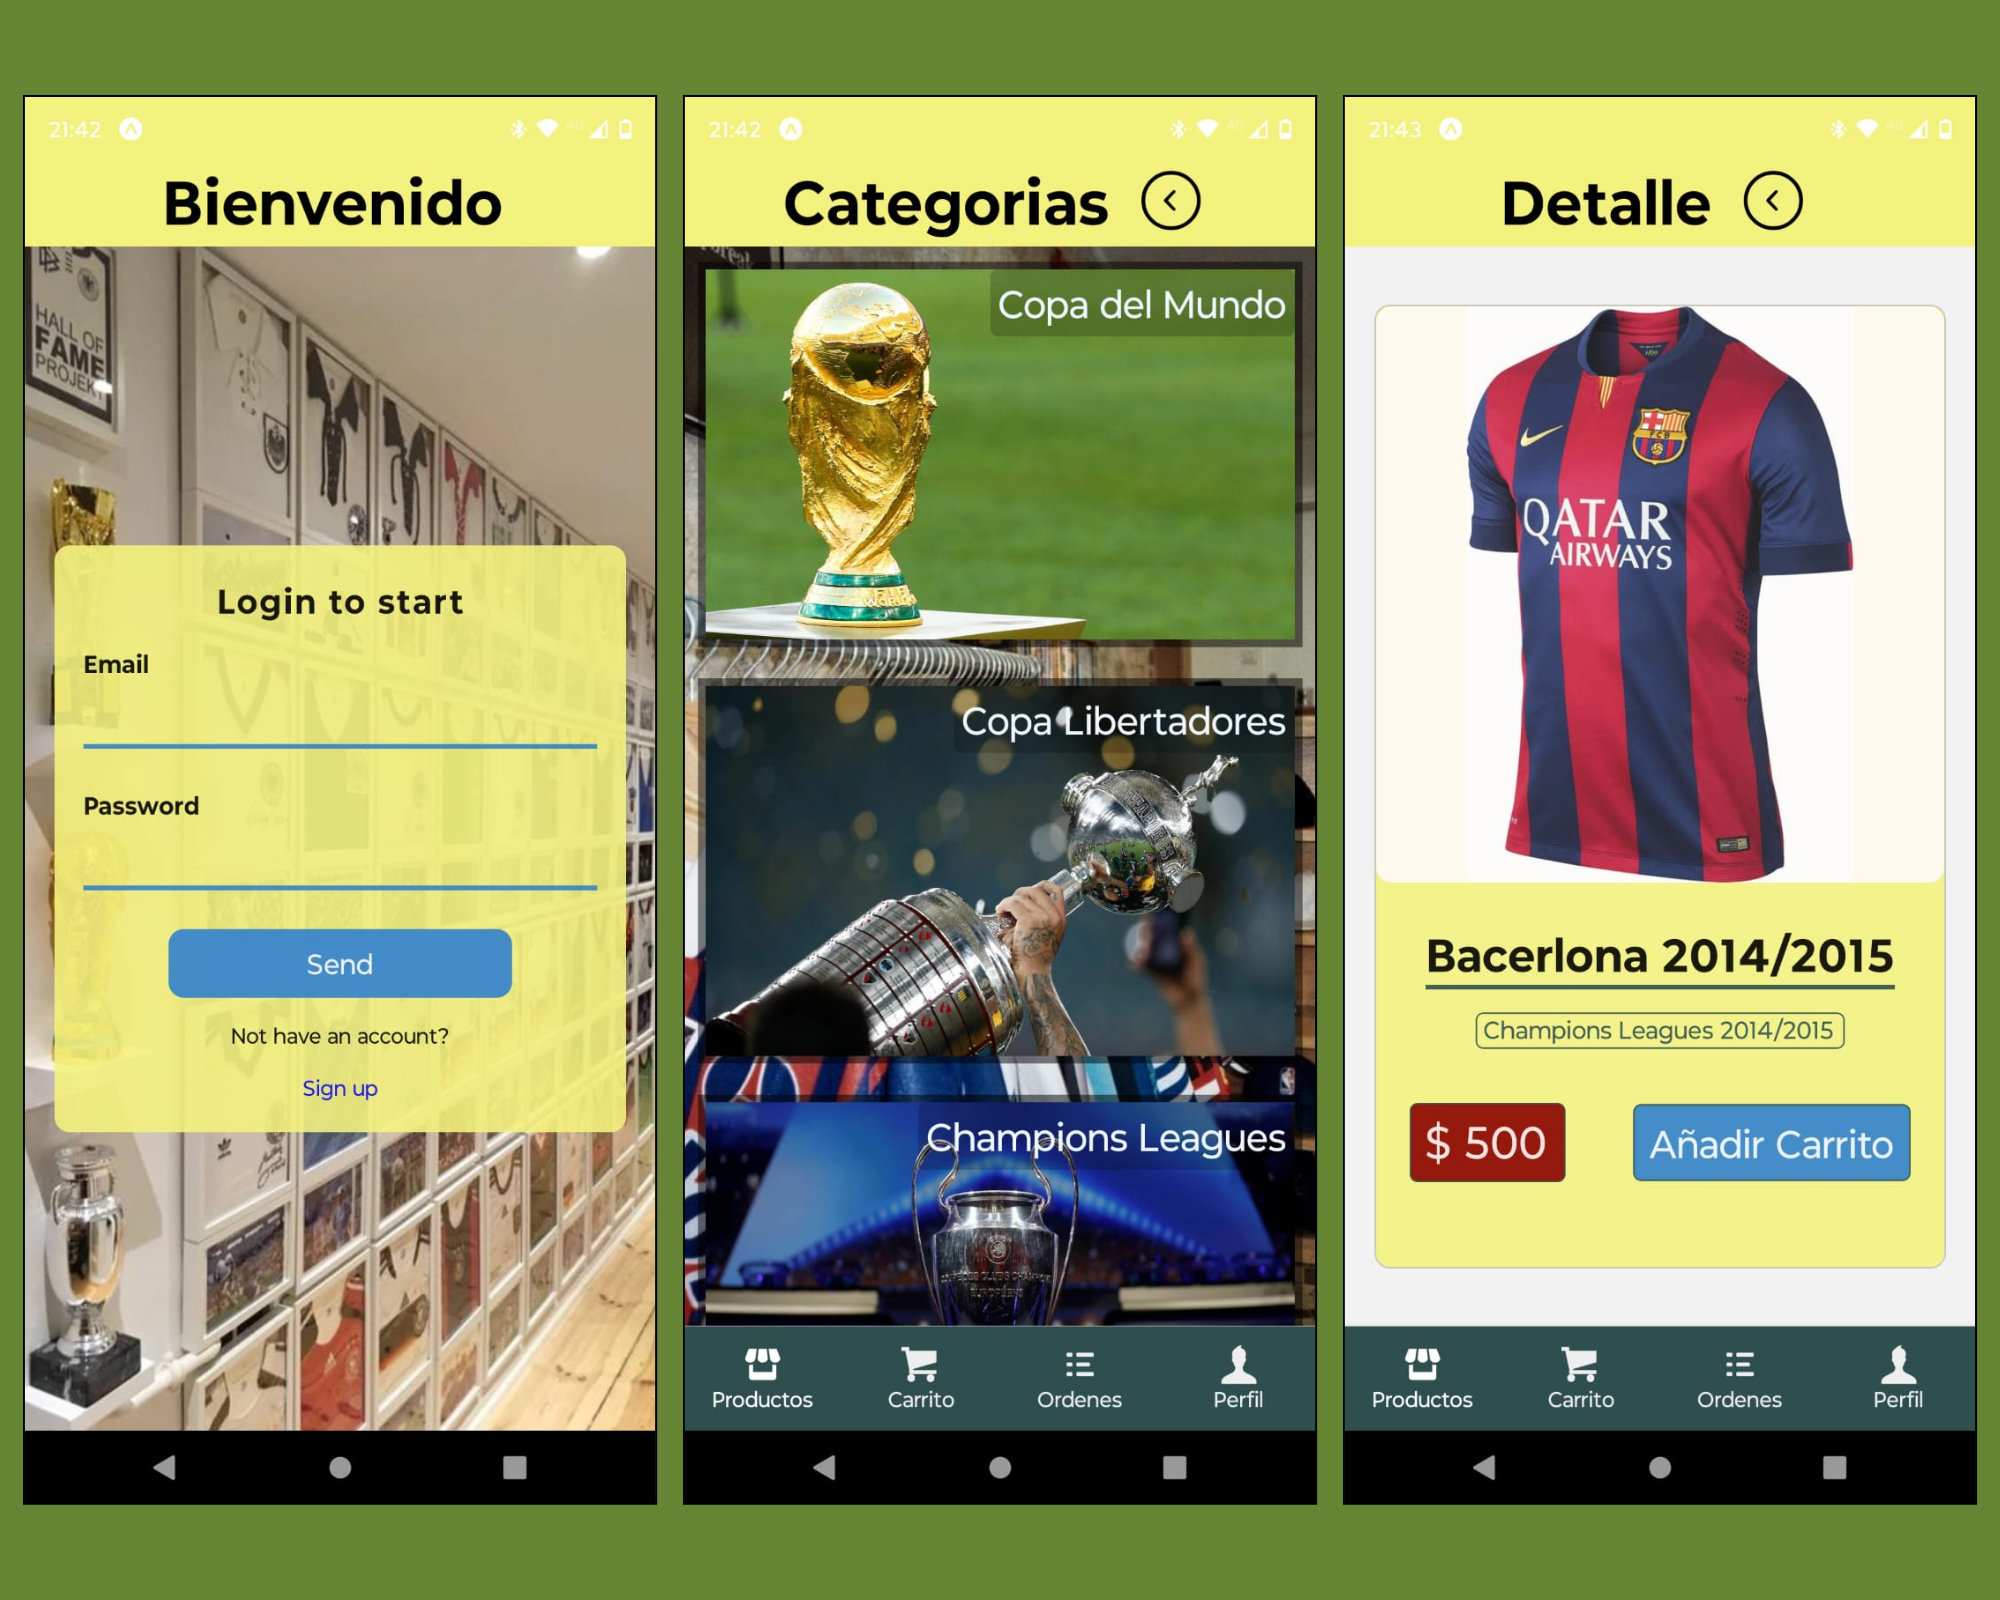 21:42
Bienvenido
HALL OF
FAME
PROJEKT
Login to start
Email
Password
Send
Not have an account?
Sign up
21:42
Categorias
Copa del Mundo
Copa Libertadores
Champions Leagues
Productos
Carrito
Ordenes
Perfil
21:43
Detalle
FCB
QATAR
AIRWAYS
Bacerlona 2014/2015
Champions Leagues 2014/2015
$ 500
Añadir Carrito
Productos
Carrito
Ordenes
Perfil